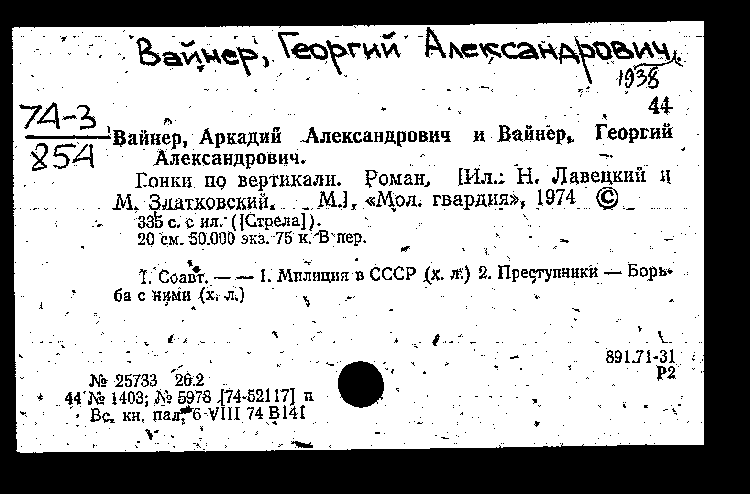 Вайнер, Георгий Александрович,
1938
44
74-3
854
Вайнер, Аркадий Александрович и Вайнер, Георгий
Александрович.
Гонки по вертикали. Роман, [Ил.: Н. Лавецкий и
М. Златковский. М.], «Мол. гвардия», 1974 ©
335 с. с ил. ([Стрела]).
20 см. 50.000 экз. 75 к. В пер.
1. Соавт. — — I. Милиция в СССР (х. л.) 2. Преступники — Борь-
ба с ними (х. л.)
891.71-31
Р2
№ 25733 26.2
44 № 1403; № 5978 [74-52117] п
Вс. кн. пал. 6 VIII 74 В141